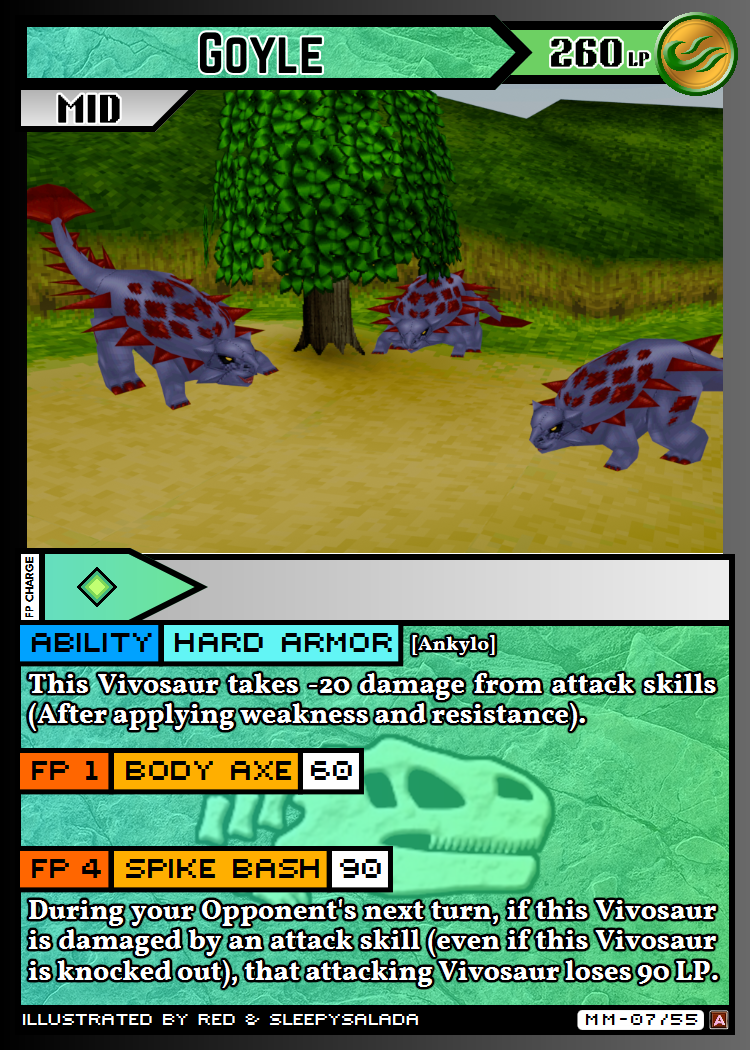 GOYLE
260 LP
MID
FP CHARGE
ABILITY HARD ARMOR [Ankylo]
This Vivosaur takes -20 damage from attack skills
(After applying weakness and resistance).
FP 1 BODY AXE 60
FP 4 SPIKE BASH 90
During your Opponent's next turn, if this Vivosaur
is damaged by an attack skill (even if this Vivosaur
is knocked out), that attacking Vivosaur loses 90 LP.
ILLUSTRATED BY RED & SLEEPYSALADA
MM-07/55 A